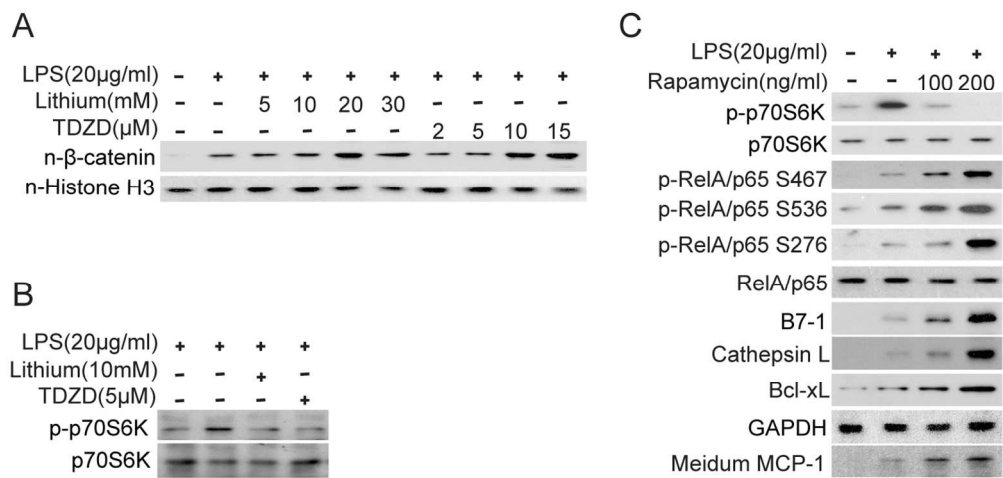 A
LPS(20µg/ml) - + + + + + + + + +
Lithium(mM) - - 5 10 20 30 - - - -
TDZD(µM) - - - - - - 2 5 10 15
n-β-catenin
n-Histone H3
B
LPS(20µg/ml) + + + +
Lithium(10mM) - - + -
TDZD(5µM) - - - +
p-p70S6K
p70S6K
C
LPS(20µg/ml) - + + +
Rapamycin(ng/ml) - - 100 200
p-p70S6K
p70S6K
p-RelA/p65 S467
p-RelA/p65 S536
p-RelA/p65 S276
RelA/p65
B7-1
Cathepsin L
Bcl-xL
GAPDH
Meidum MCP-1